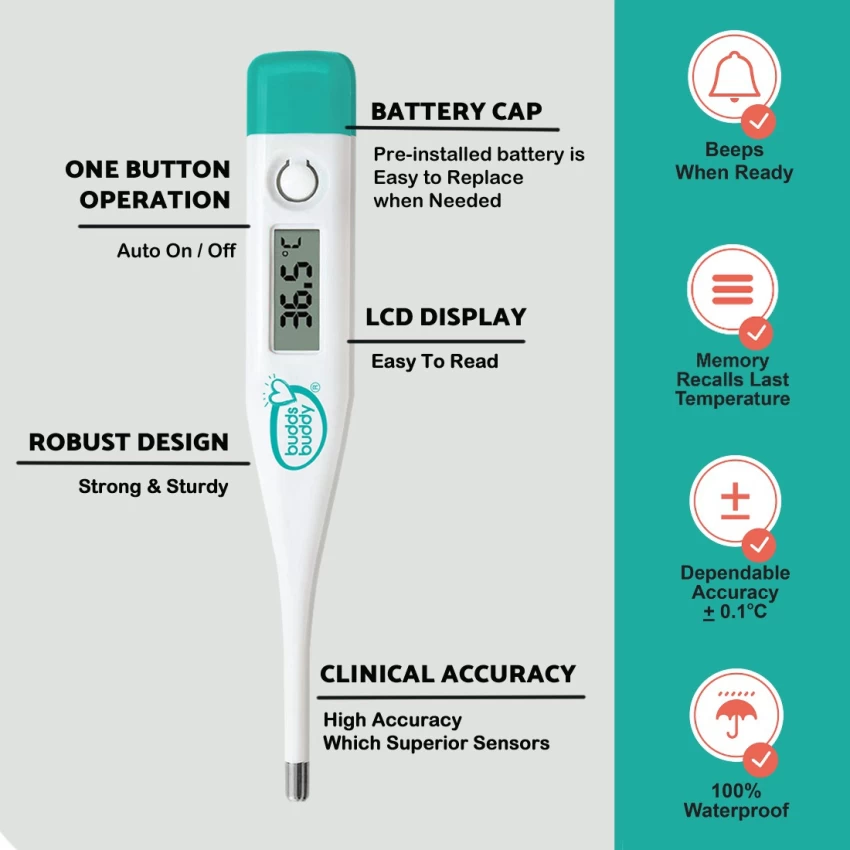 BATTERY CAP
Pre-installed battery is
Easy to Replace
when Needed
ONE BUTTON
OPERATION
Auto On / Off
36.5°C
LCD DISPLAY
Easy To Read
budds
buddy
®
ROBUST DESIGN
Strong & Sturdy
CLINICAL ACCURACY
High Accuracy
Which Superior Sensors
Beeps
When Ready
Memory
Recalls Last
Temperature
Dependable
Accuracy
± 0.1°C
100%
Waterproof